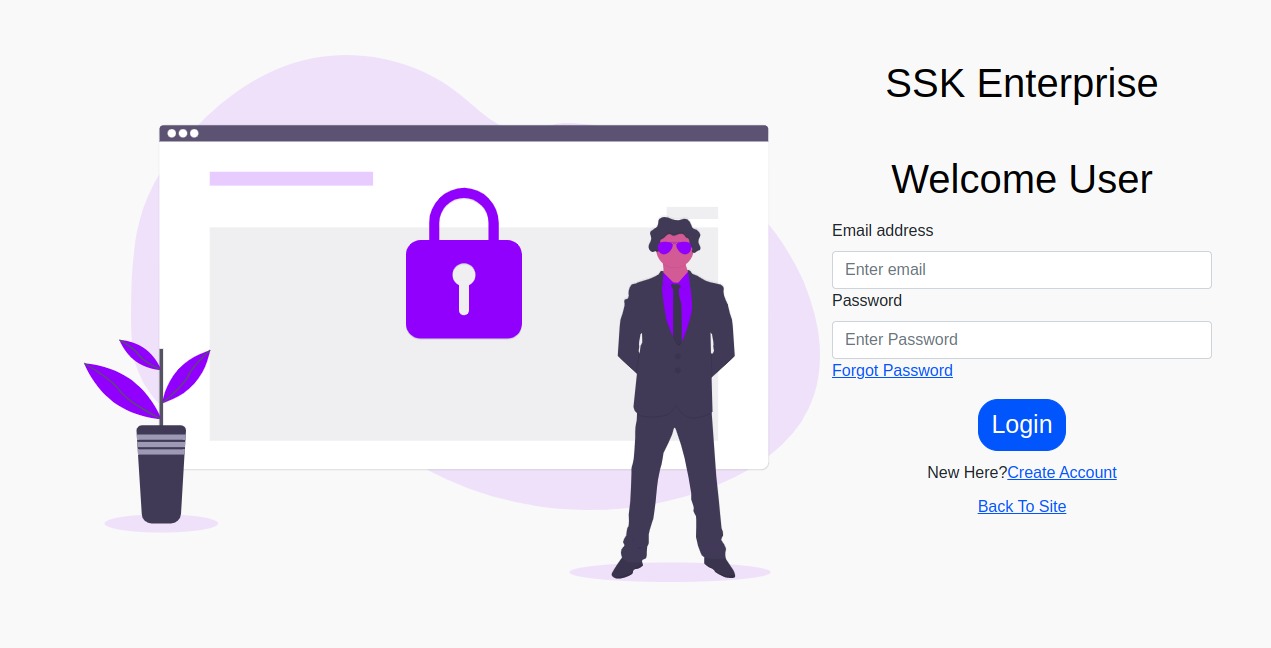 SSK Enterprise
Welcome User
Email address
Enter email
Password
Enter Password
Forgot Password
Login
New Here?Create Account
Back To Site